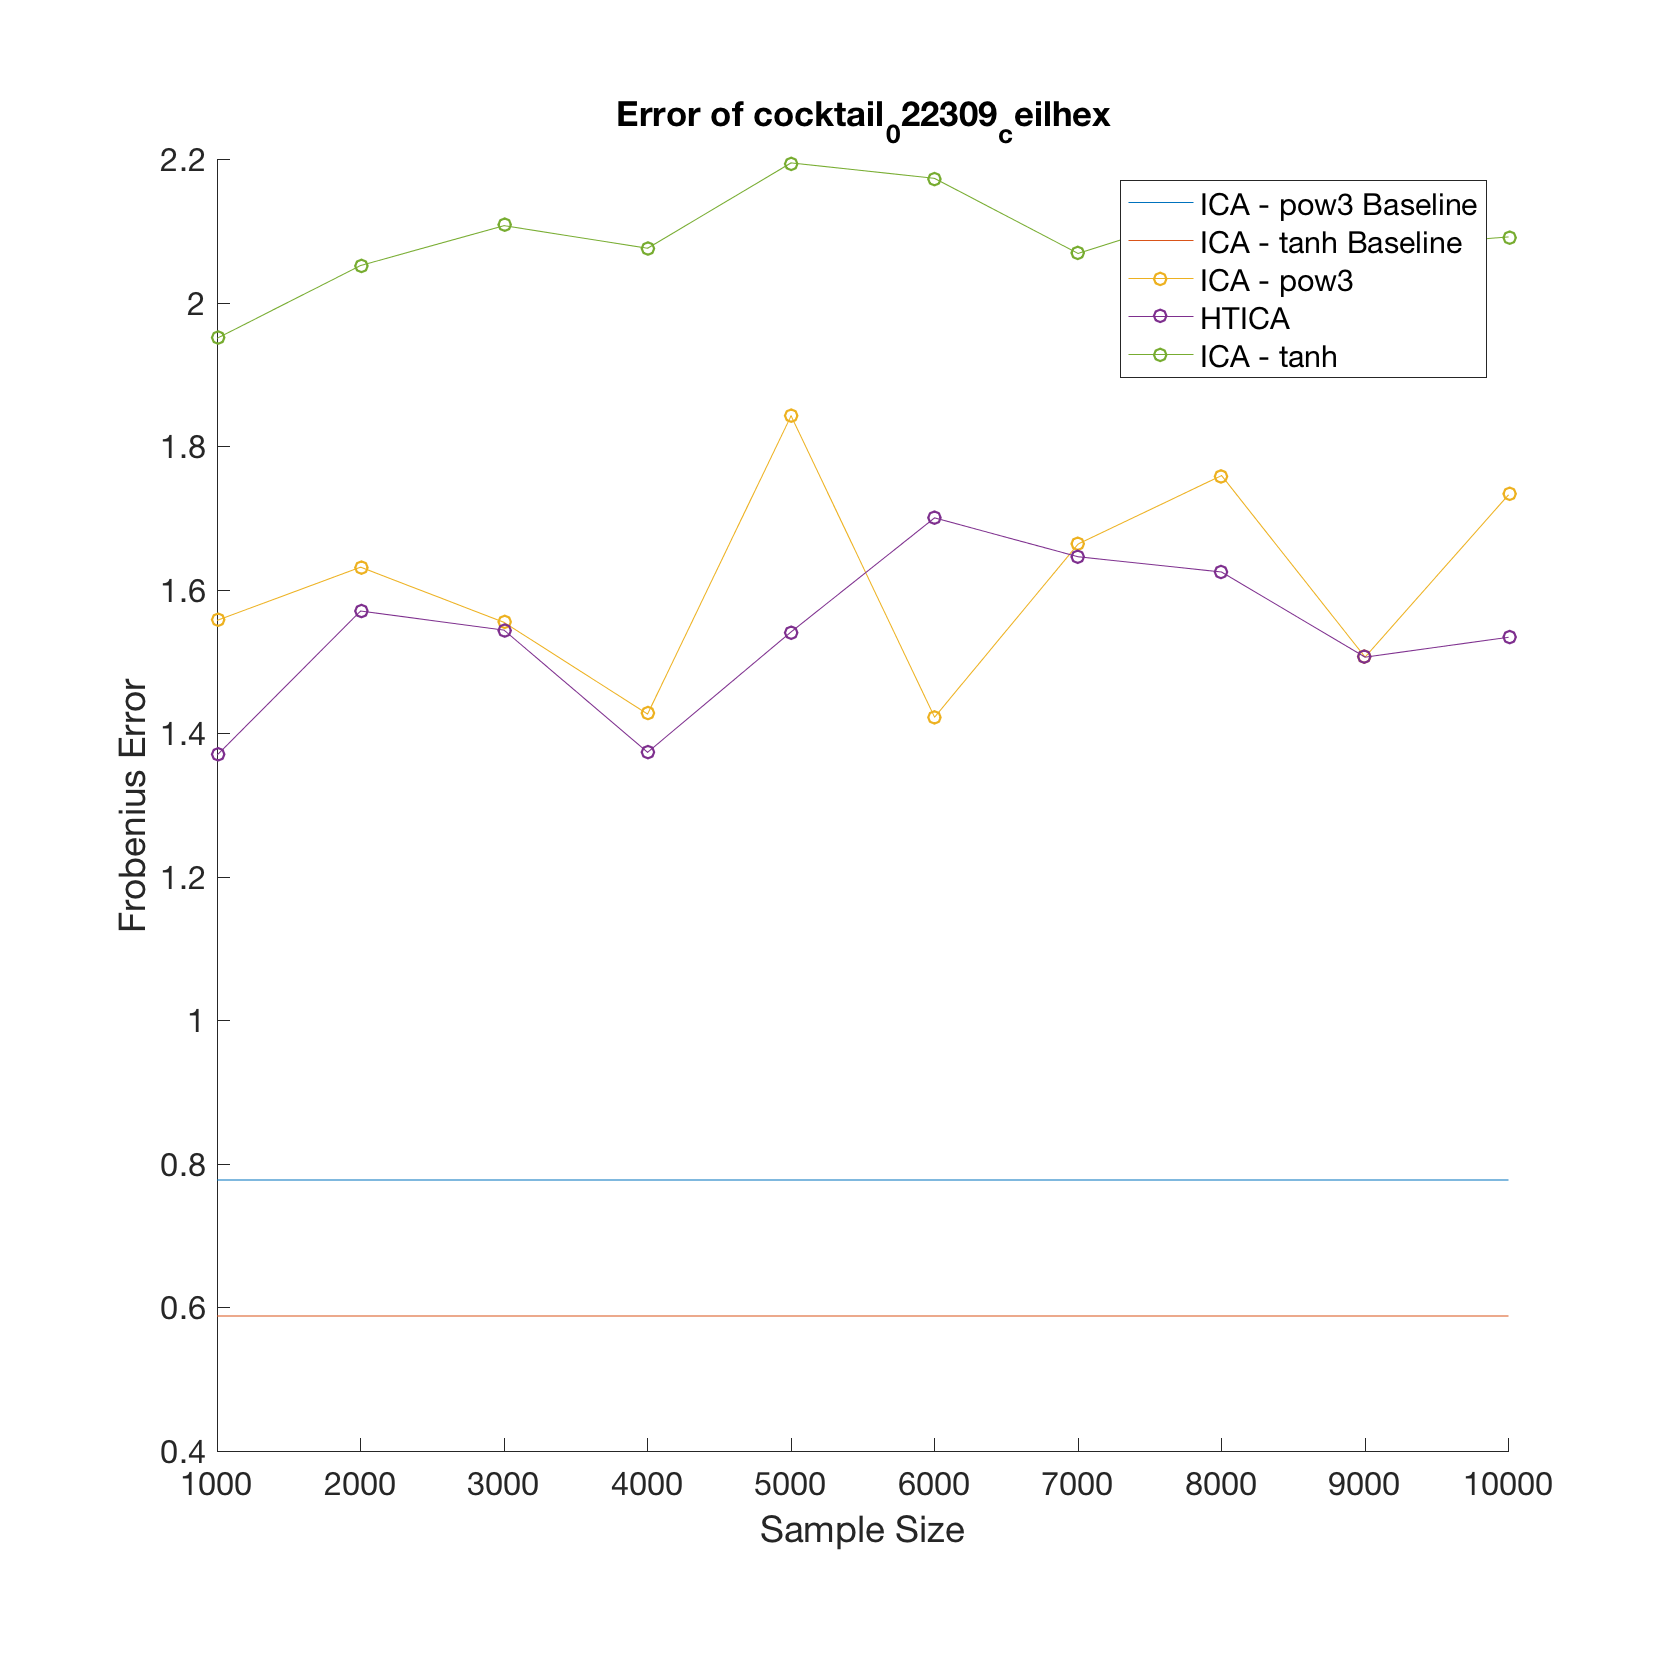 Error of cocktail₀22309ceilhex
2.2
2
1.8
1.6
1.4
1.2
1
0.8
0.6
0.4
Frobenius Error
ICA - pow3 Baseline
ICA - tanh Baseline
ICA - pow3
HTICA
ICA - tanh
1000 2000 3000 4000 5000 6000 7000 8000 9000 10000
Sample Size